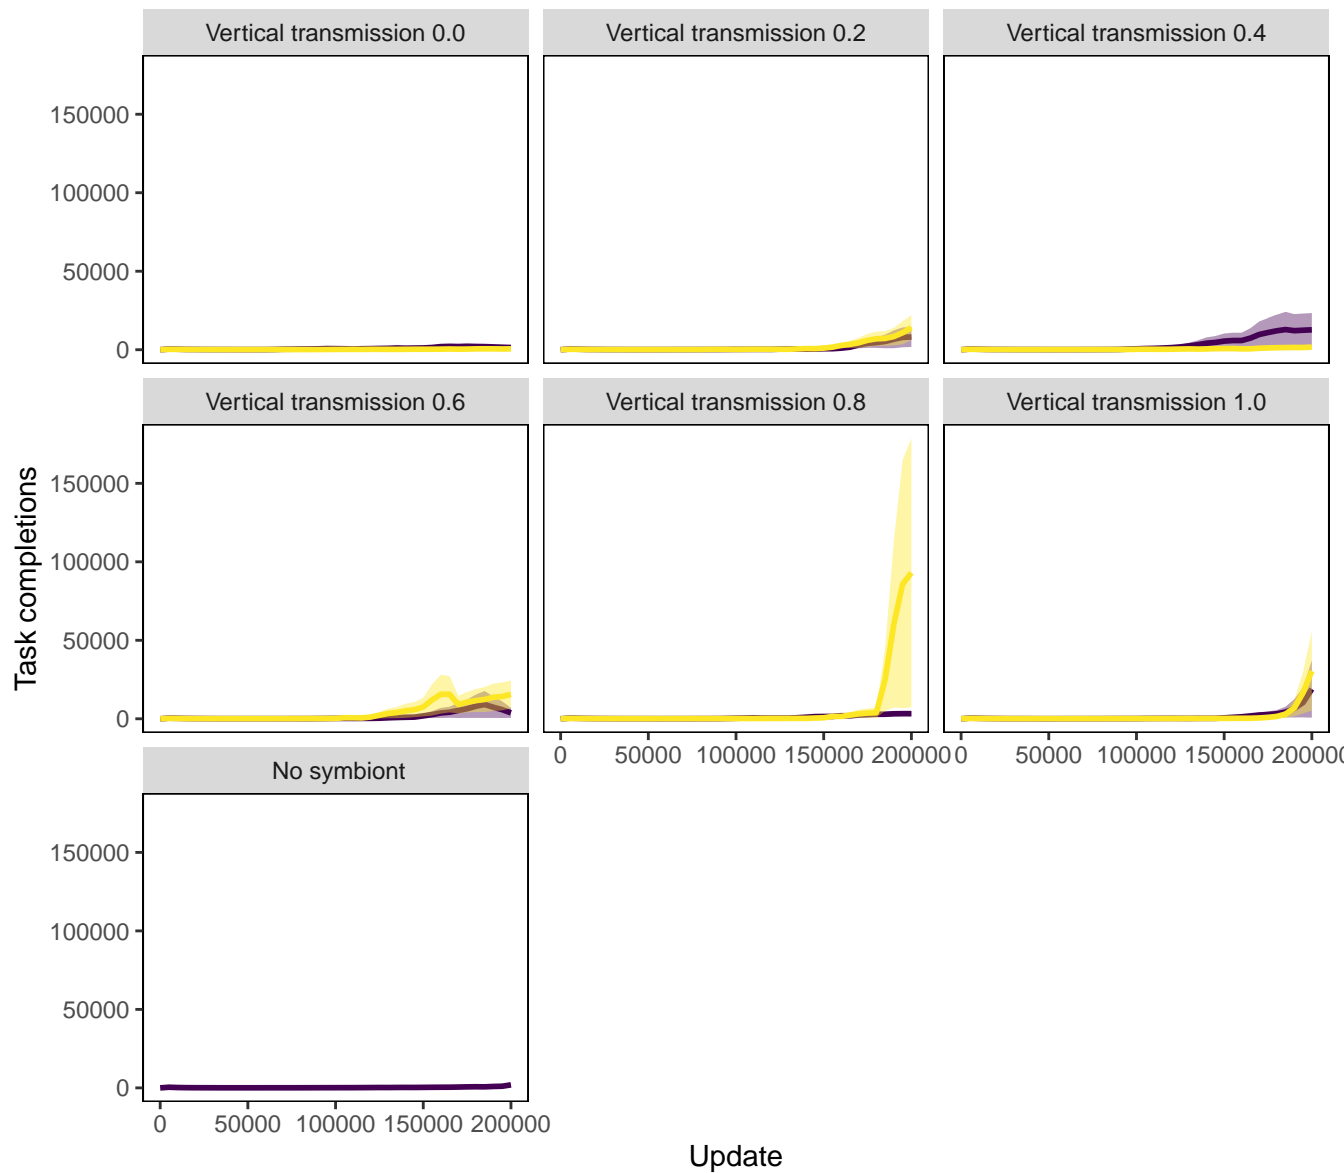 Vertical transmission 0.0
Vertical transmission 0.2
Vertical transmission 0.4
150000
100000
50000
0
Vertical transmission 0.6
Vertical transmission 0.8
Vertical transmission 1.0
150000
100000
50000
0
Task completions
0 50000 100000 150000 200000
0 50000 100000 150000 200000
No symbiont
150000
100000
50000
0
0 50000 100000 150000 200000
Update